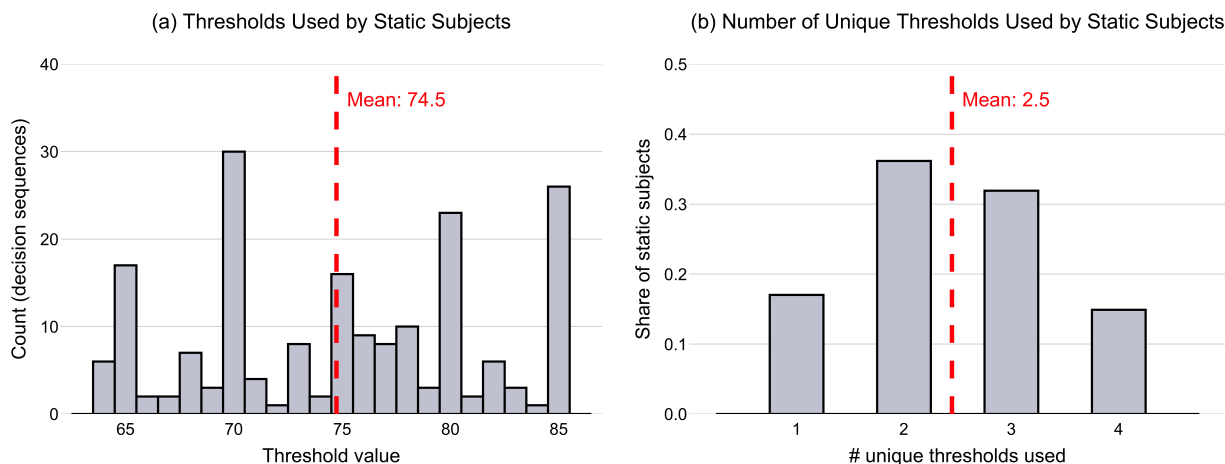 (a) Thresholds Used by Static Subjects
40
30
20
10
0
Count (decision sequences)
Mean: 74.5
65 70 75 80 85
Threshold value
(b) Number of Unique Thresholds Used by Static Subjects
0.5
0.4
0.3
0.2
0.1
0.0
Share of static subjects
Mean: 2.5
1 2 3 4
# unique thresholds used